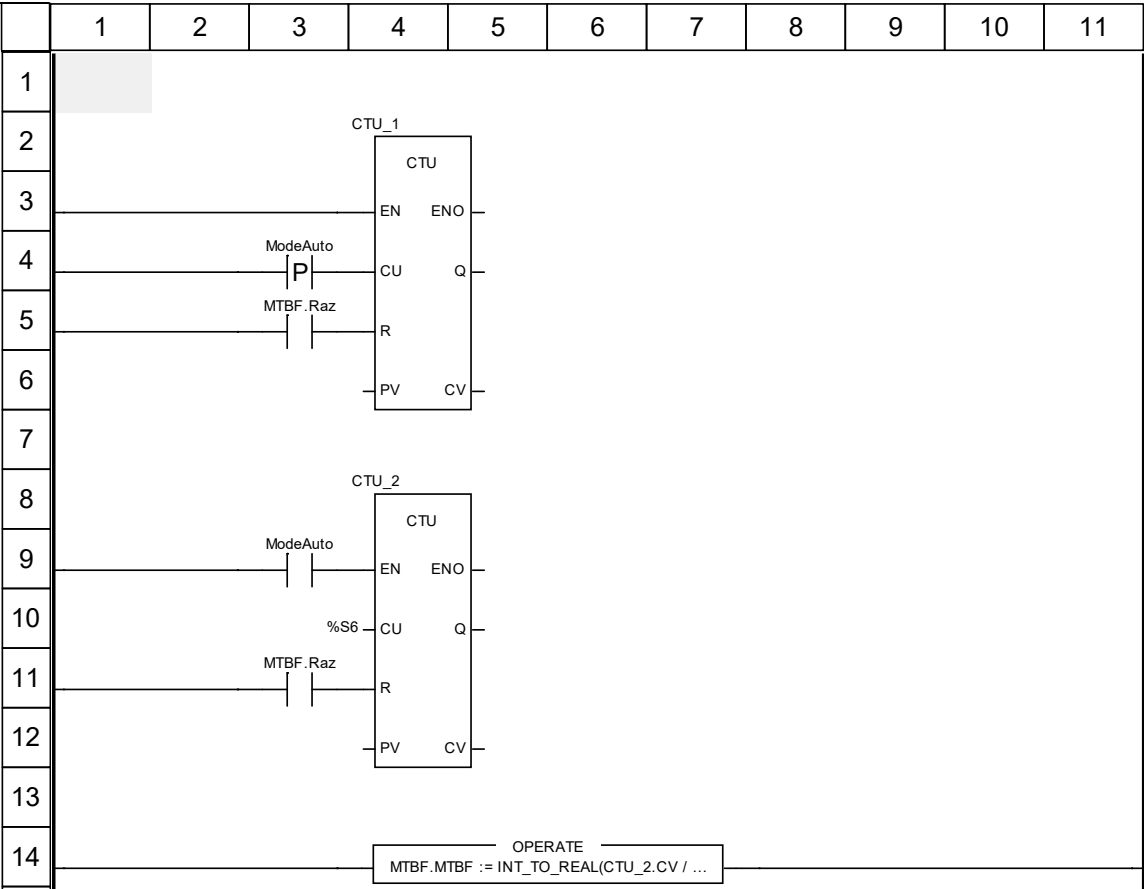 1 2 3 4 5 6 7 8 9 10 11
1
CTU_1
2
CTU
3
EN ENO
ModeAuto
4
P
CU Q
MTBF.Raz
5
R
6
PV CV
7
CTU_2
8
CTU
ModeAuto
9
EN ENO
10
%S6 CU Q
MTBF.Raz
11
R
12
PV CV
13
OPERATE
14
MTBF.MTBF := INT_TO_REAL(CTU_2.CV / ...